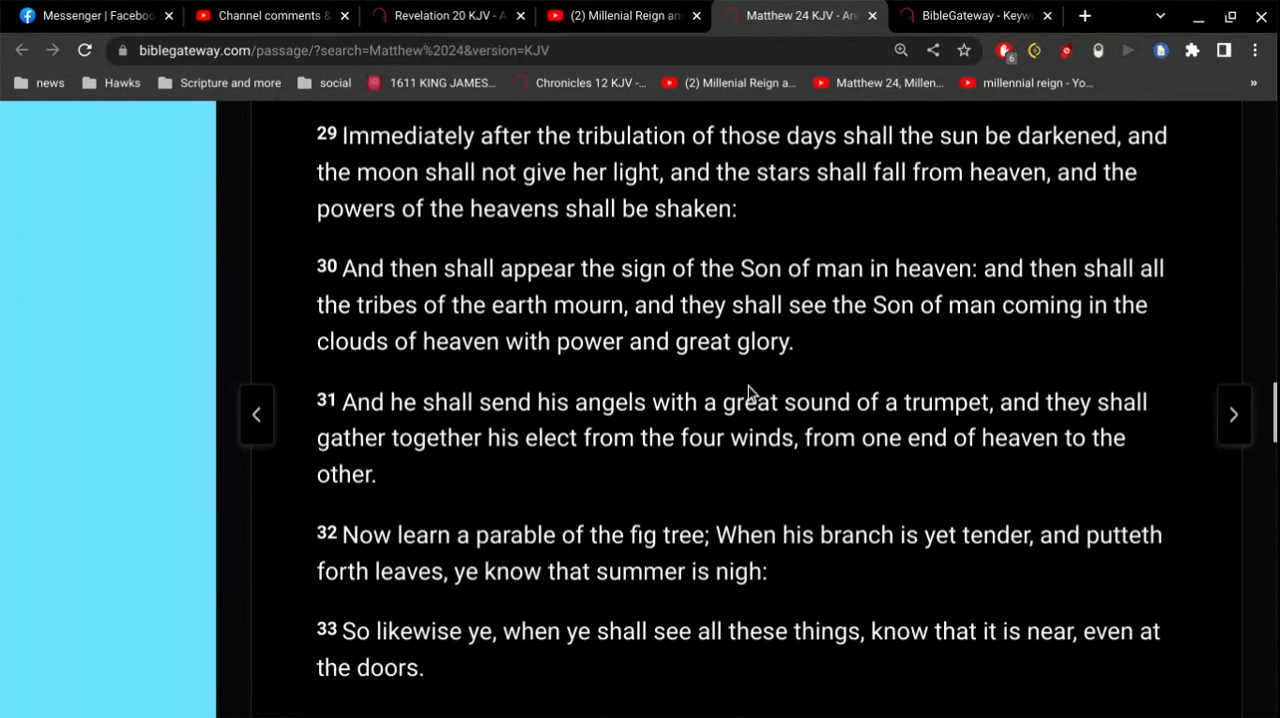 Messenger | Faceboo
Channel comments &
Revelation 20 KJV - A
(2) Millenial Reign an
Matthew 24 KJV - An
BibleGateway - Keyw
biblegateway.com/passage/?search=Matthew%2024&version=KJV
6
news
Hawks
Scripture and more
social
1611 KING JAMES...
Chronicles 12 KJV -...
(2) Millenial Reign a...
Matthew 24, Millen...
millennial reign - Yo...
»
29 Immediately after the tribulation of those days shall the sun be darkened, and
the moon shall not give her light, and the stars shall fall from heaven, and the
powers of the heavens shall be shaken:
30 And then shall appear the sign of the Son of man in heaven: and then shall all
the tribes of the earth mourn, and they shall see the Son of man coming in the
clouds of heaven with power and great glory.
31 And he shall send his angels with a great sound of a trumpet, and they shall
gather together his elect from the four winds, from one end of heaven to the
other.
32 Now learn a parable of the fig tree; When his branch is yet tender, and putteth
forth leaves, ye know that summer is nigh:
33 So likewise ye, when ye shall see all these things, know that it is near, even at
the doors.